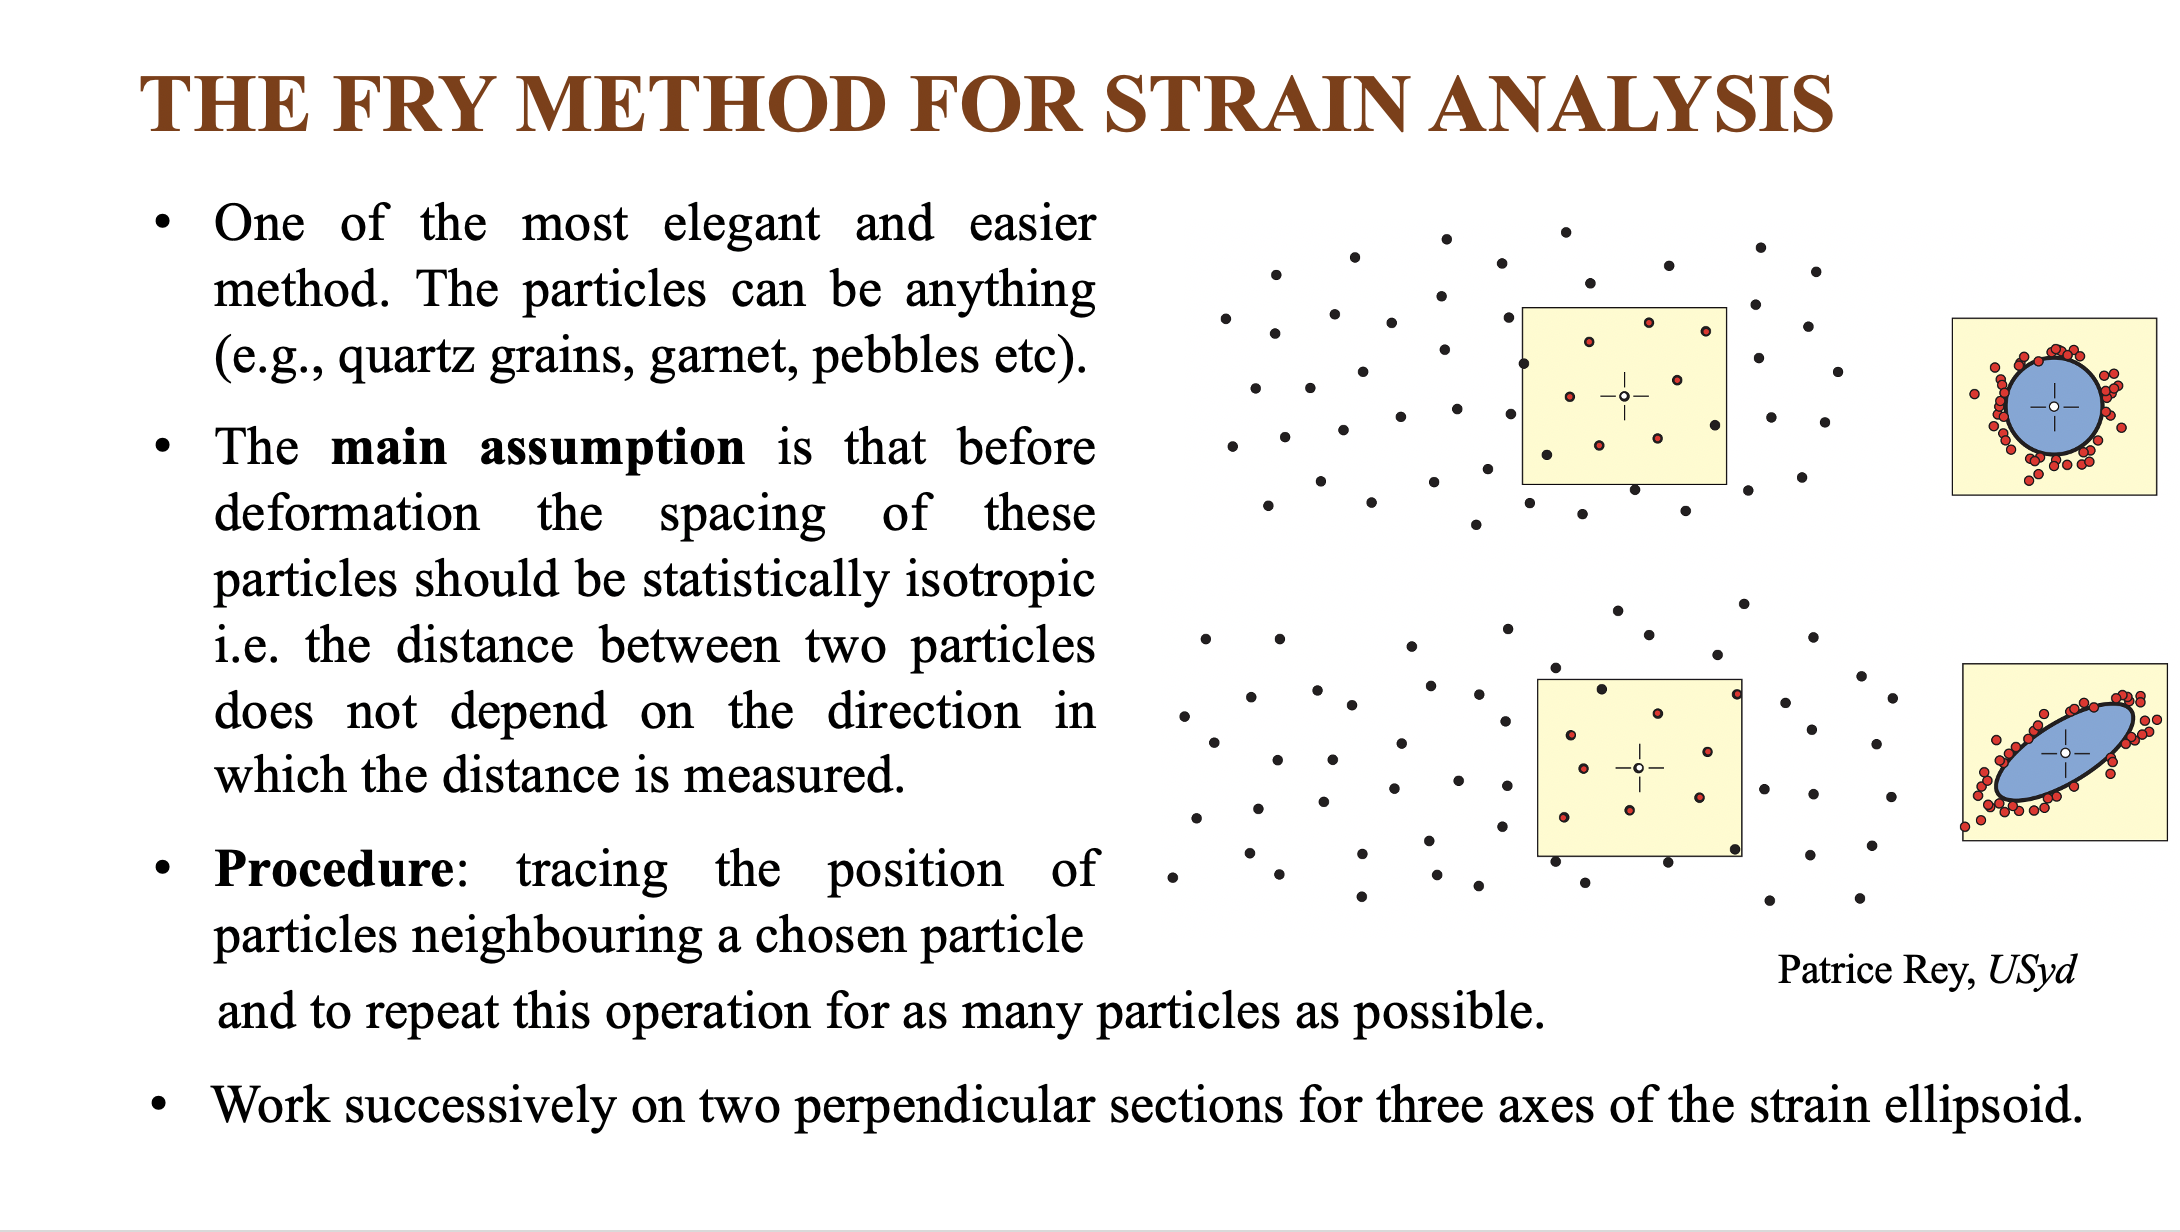 THE FRY METHOD FOR STRAIN ANALYSIS
• One of the most elegant and easier
method. The particles can be anything
(e.g., quartz grains, garnet, pebbles etc).
• The main assumption is that before
deformation the spacing of these
particles should be statistically isotropic
i.e. the distance between two particles
does not depend on the direction in
which the distance is measured.
• Procedure: tracing the position of
particles neighbouring a chosen particle
and to repeat this operation for as many particles as possible.
• Work successively on two perpendicular sections for three axes of the strain ellipsoid.
Patrice Rey, USyd